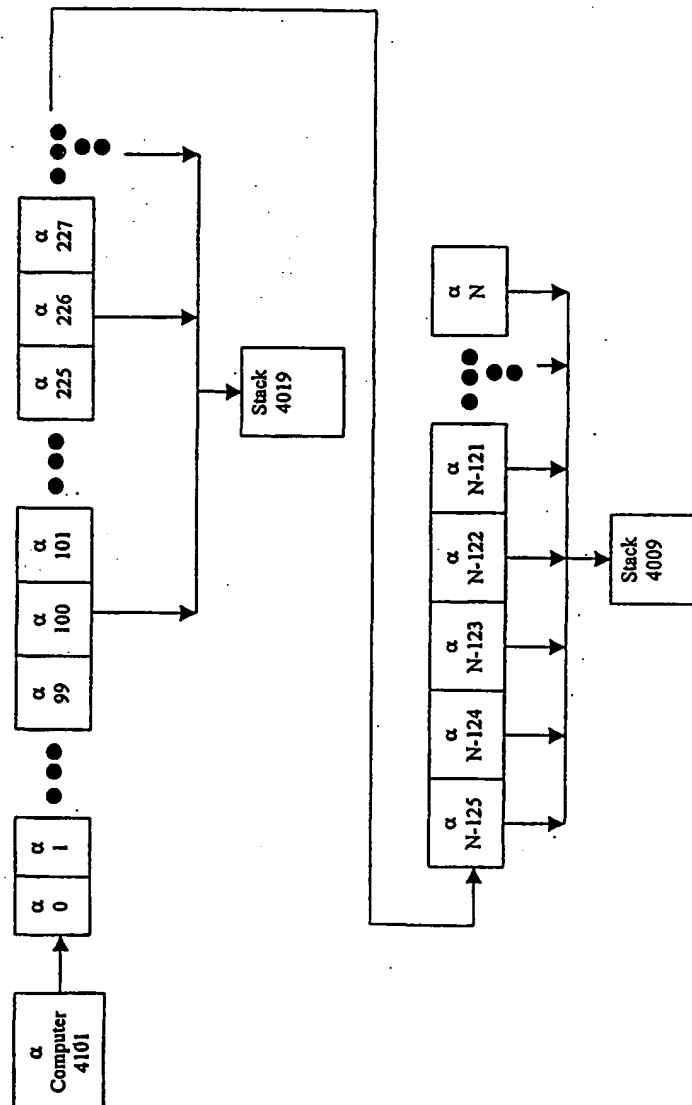 α
Computer
4101
α
0
α
1
α
99
α
100
α
101
α
225
α
226
α
227
Stack
4019
α
N-125
α
N-124
α
N-123
α
N-122
α
N-121
α
N
Stack
4009